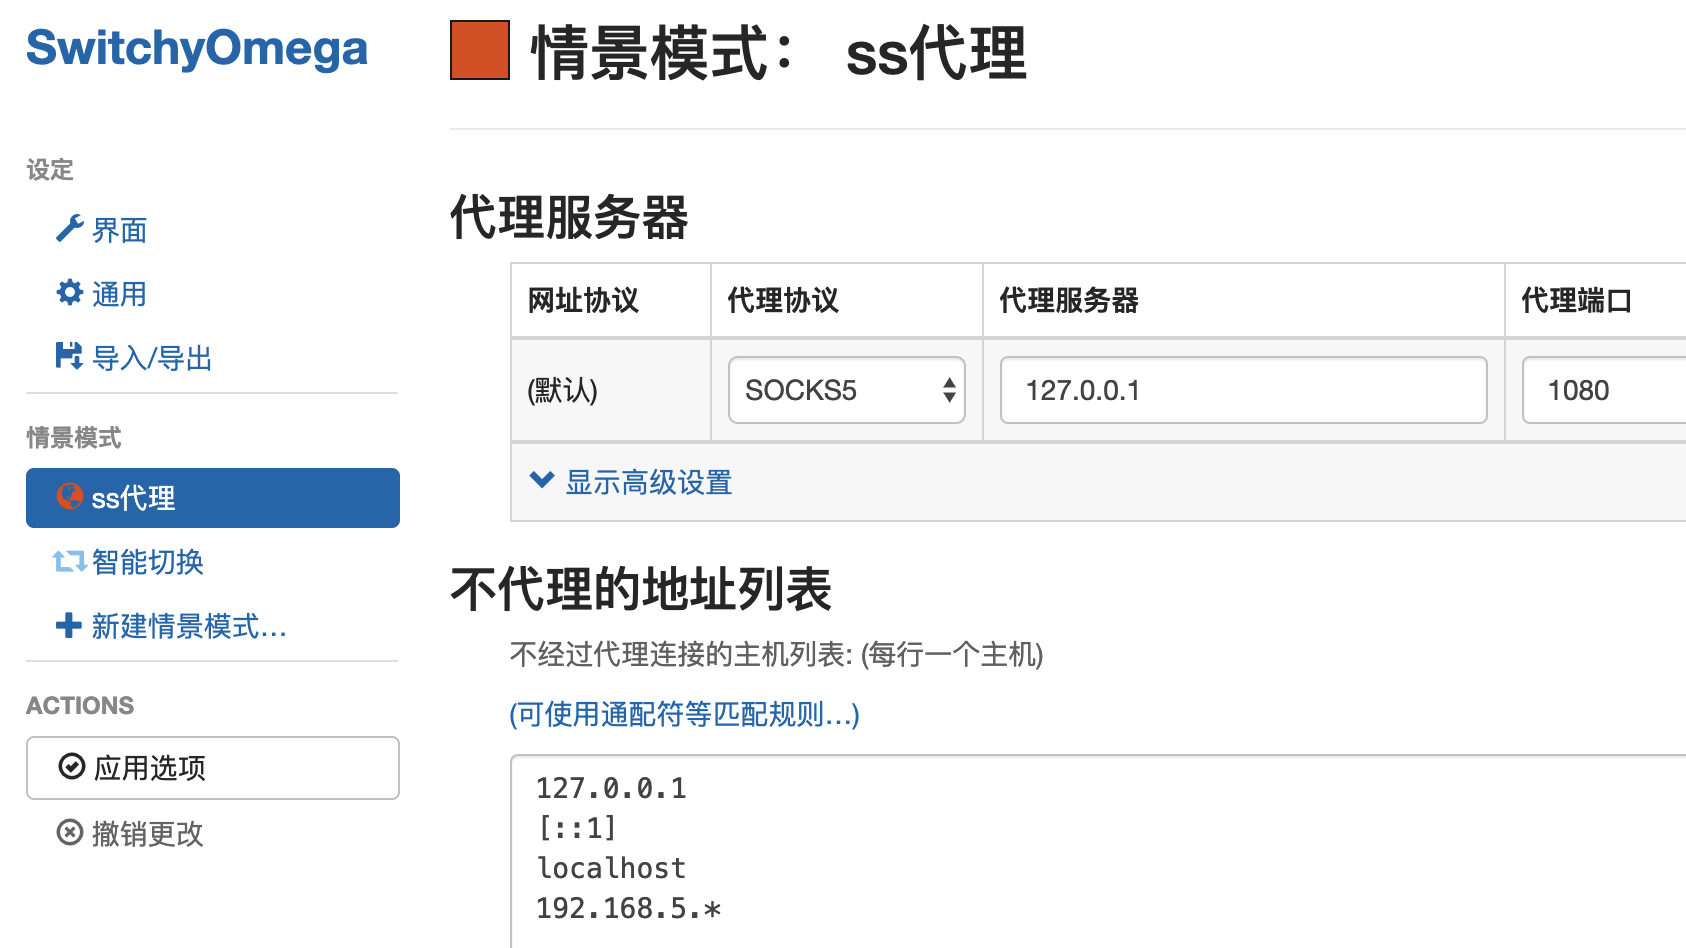 SwitchyOmega
设定
界面
通用
导入/导出
情景模式
ss代理
智能切换
新建情景模式...
ACTIONS
应用选项
撤销更改
情景模式： ss代理
代理服务器
网址协议 代理协议 代理服务器 代理端口
(默认) SOCKS5 127.0.0.1 1080
显示高级设置
不代理的地址列表
不经过代理连接的主机列表: (每行一个主机)
(可使用通配符等匹配规则...)
127.0.0.1
[::1]
localhost
192.168.5.*